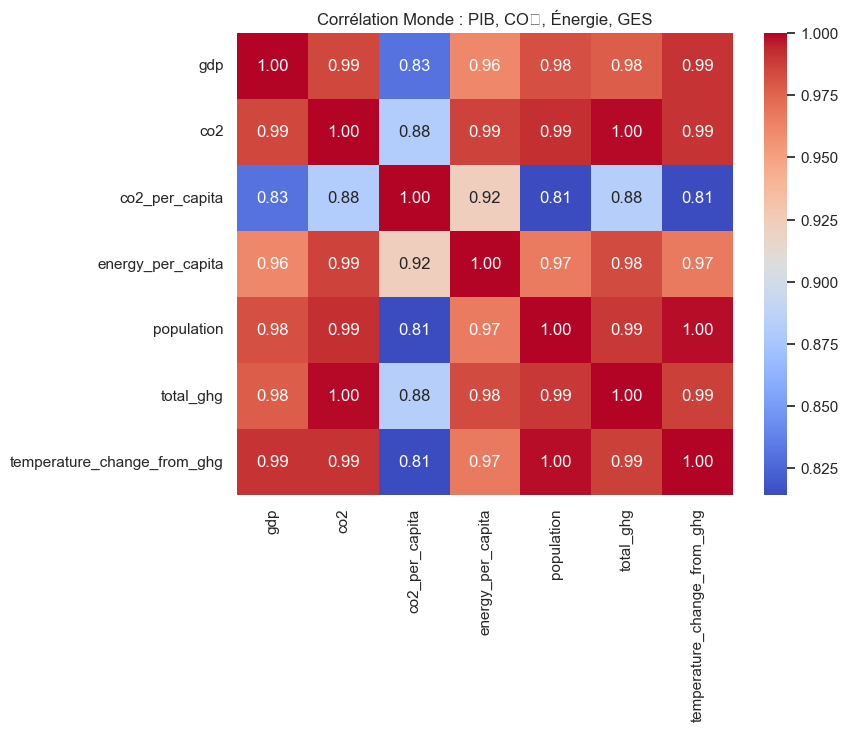 Corrélation Monde : PIB, CO▯, Énergie, GES
gdp 1.00 0.99 0.83 0.96 0.98 0.98 0.99
co2 0.99 1.00 0.88 0.99 0.99 1.00 0.99
co2_per_capita 0.83 0.88 1.00 0.92 0.81 0.88 0.81
energy_per_capita 0.96 0.99 0.92 1.00 0.97 0.98 0.97
population 0.98 0.99 0.81 0.97 1.00 0.99 1.00
total_ghg 0.98 1.00 0.88 0.98 0.99 1.00 0.99
temperature_change_from_ghg 0.99 0.99 0.81 0.97 1.00 0.99 1.00
gdp
co2
co2_per_capita
energy_per_capita
population
total_ghg
temperature_change_from_ghg
1.000
0.975
0.950
0.925
0.900
0.875
0.850
0.825